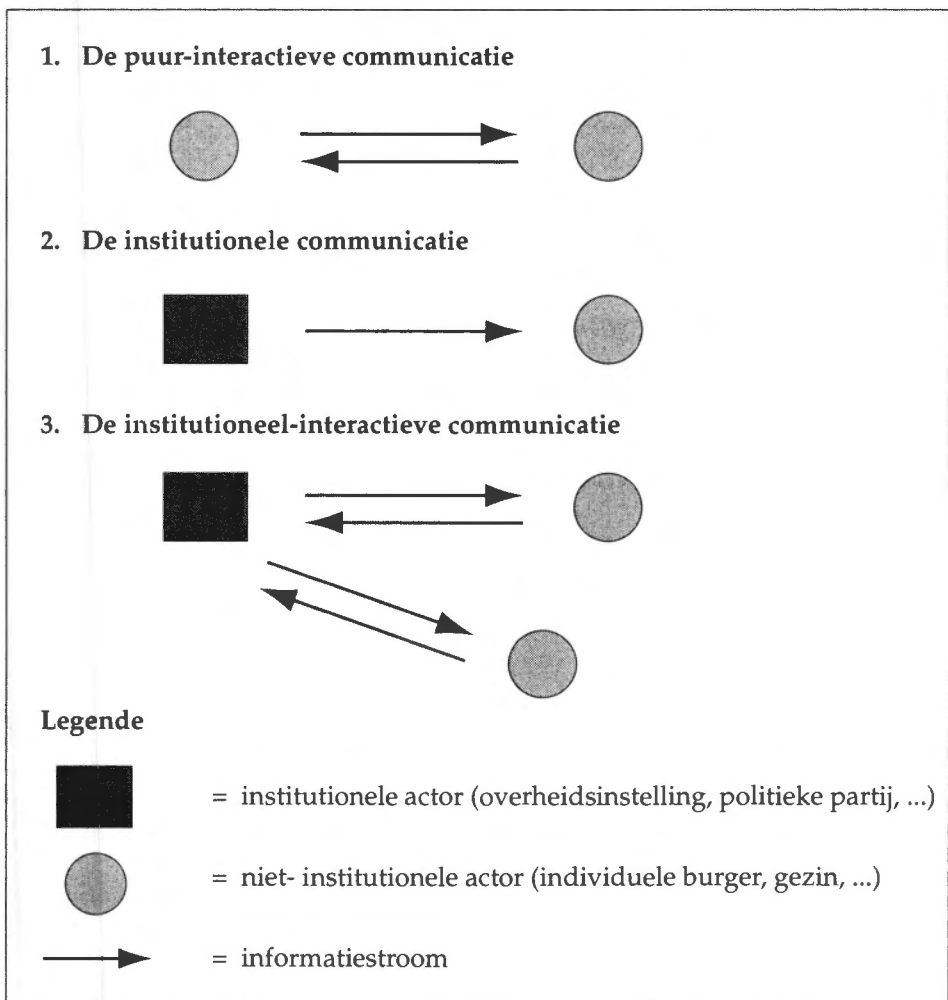 1. De puur-interactieve communicatie
2. De institutionele communicatie
3. De institutioneel-interactieve communicatie
Legende
= institutionele actor (overheidsinstelling, politieke partij, ...)
= niet- institutionele actor (individuele burger, gezin, ...)
= informatiestroom